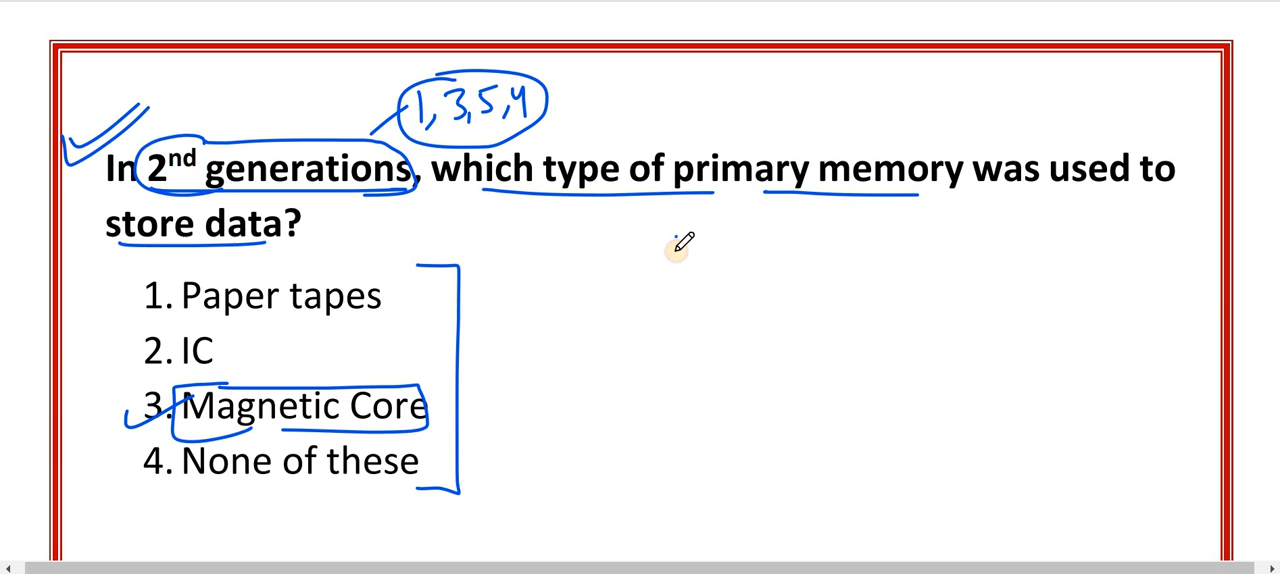 1, 3, 5, 4
In 2nd generations, which type of primary memory was used to
store data?
1. Paper tapes
2. IC
3. Magnetic Core
4. None of these